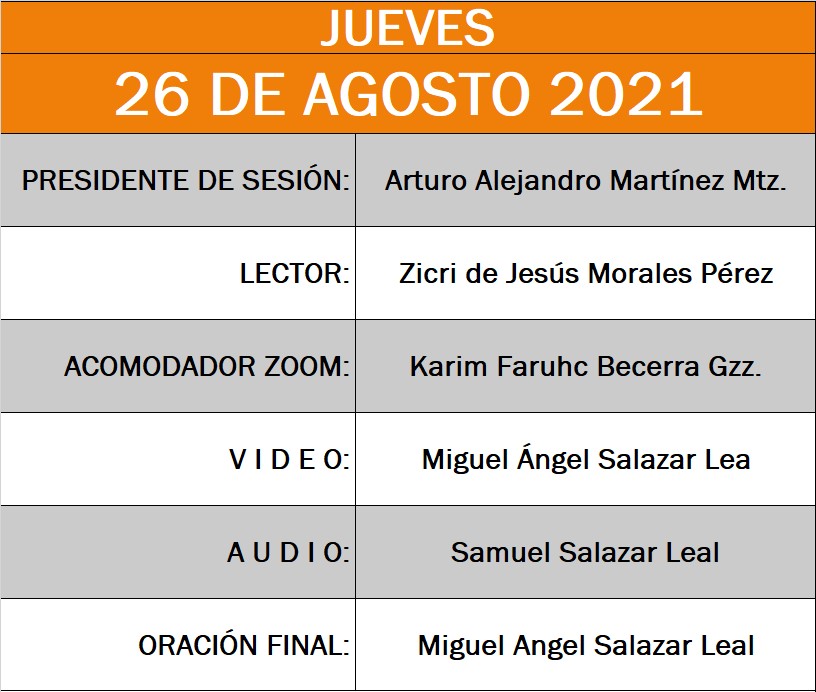 JUEVES
26 DE AGOSTO 2021
PRESIDENTE DE SESIÓN: Arturo Alejandro Martínez Mtz.
LECTOR: Zicri de Jesús Morales Pérez
ACOMODADOR ZOOM: Karim Faruhc Becerra Gzz.
V I D E O: Miguel Ángel Salazar Lea
A U D I O: Samuel Salazar Leal
ORACIÓN FINAL: Miguel Angel Salazar Leal